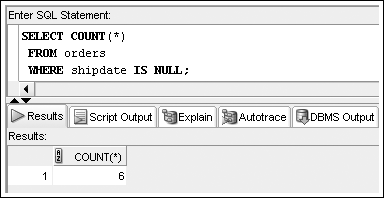 Enter SQL Statement:
SELECT COUNT(*)
FROM orders
WHERE shipdate IS NULL;
Results Script Output Explain Autotrace DBMS Output
Results:
COUNT(*)
1 6